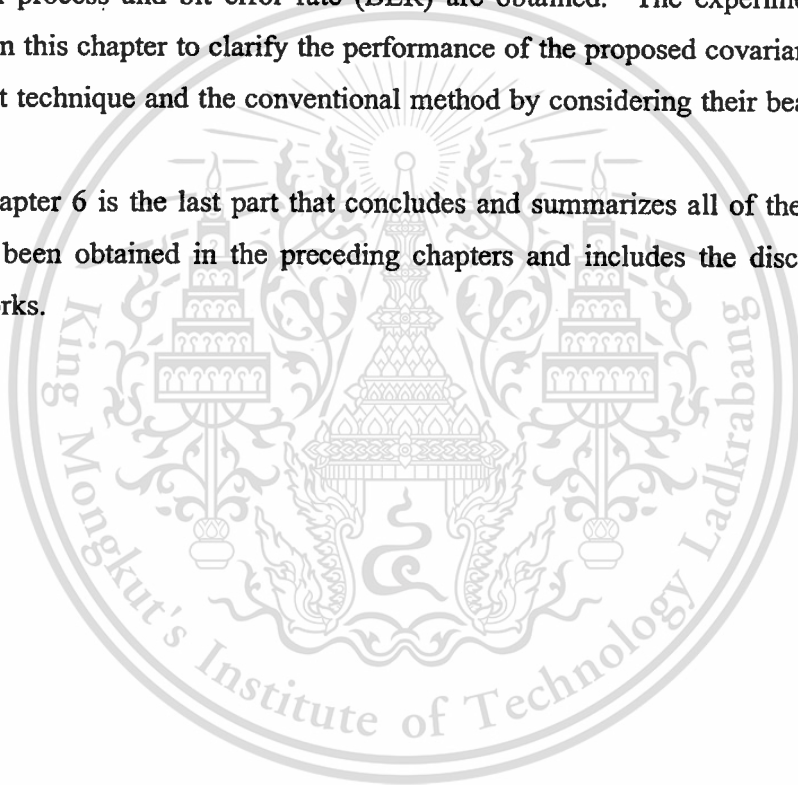 process and bit error rate (BER) are obtained. The experim
n this chapter to clarify the performance of the proposed covaria
t technique and the conventional method by considering their bea
apter 6 is the last part that concludes and summarizes all of the
been obtained in the preceding chapters and includes the disc
rks.
King Mongkut's Institute of Technology Ladkrabang